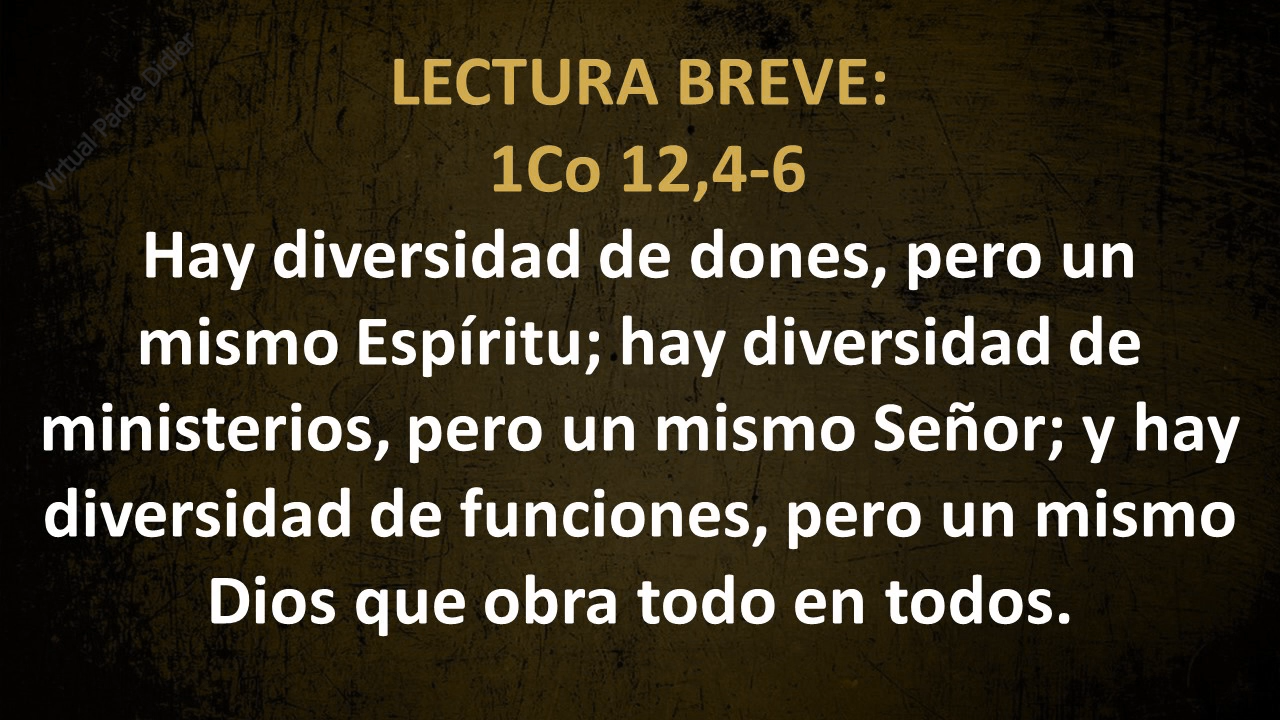 Virtual Padre Didier
LECTURA BREVE:
1Co 12,4-6
Hay diversidad de dones, pero un
mismo Espíritu; hay diversidad de
ministerios, pero un mismo Señor; y hay
diversidad de funciones, pero un mismo
Dios que obra todo en todos.